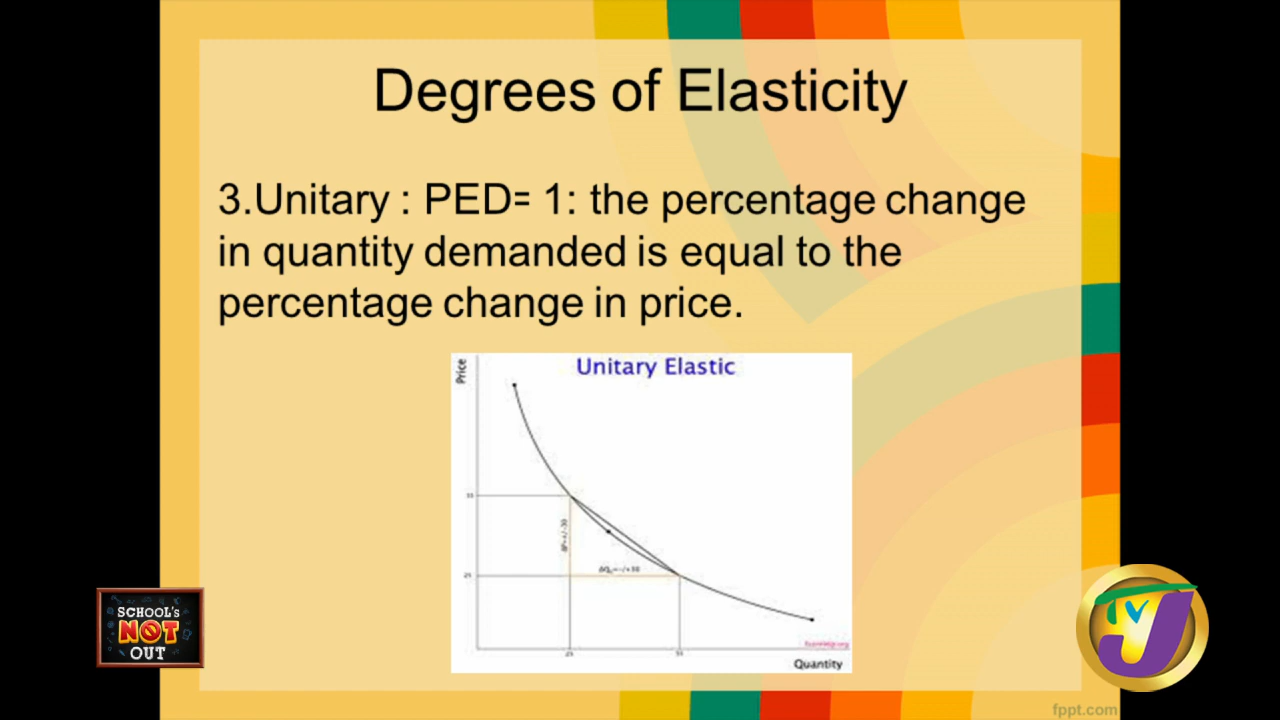 Degrees of Elasticity
3.Unitary : PED= 1: the percentage change
in quantity demanded is equal to the
percentage change in price.
Unitary Elastic
Price
Quantity
SCHOOL's
NOT
OUT
TVJ
fppt.com